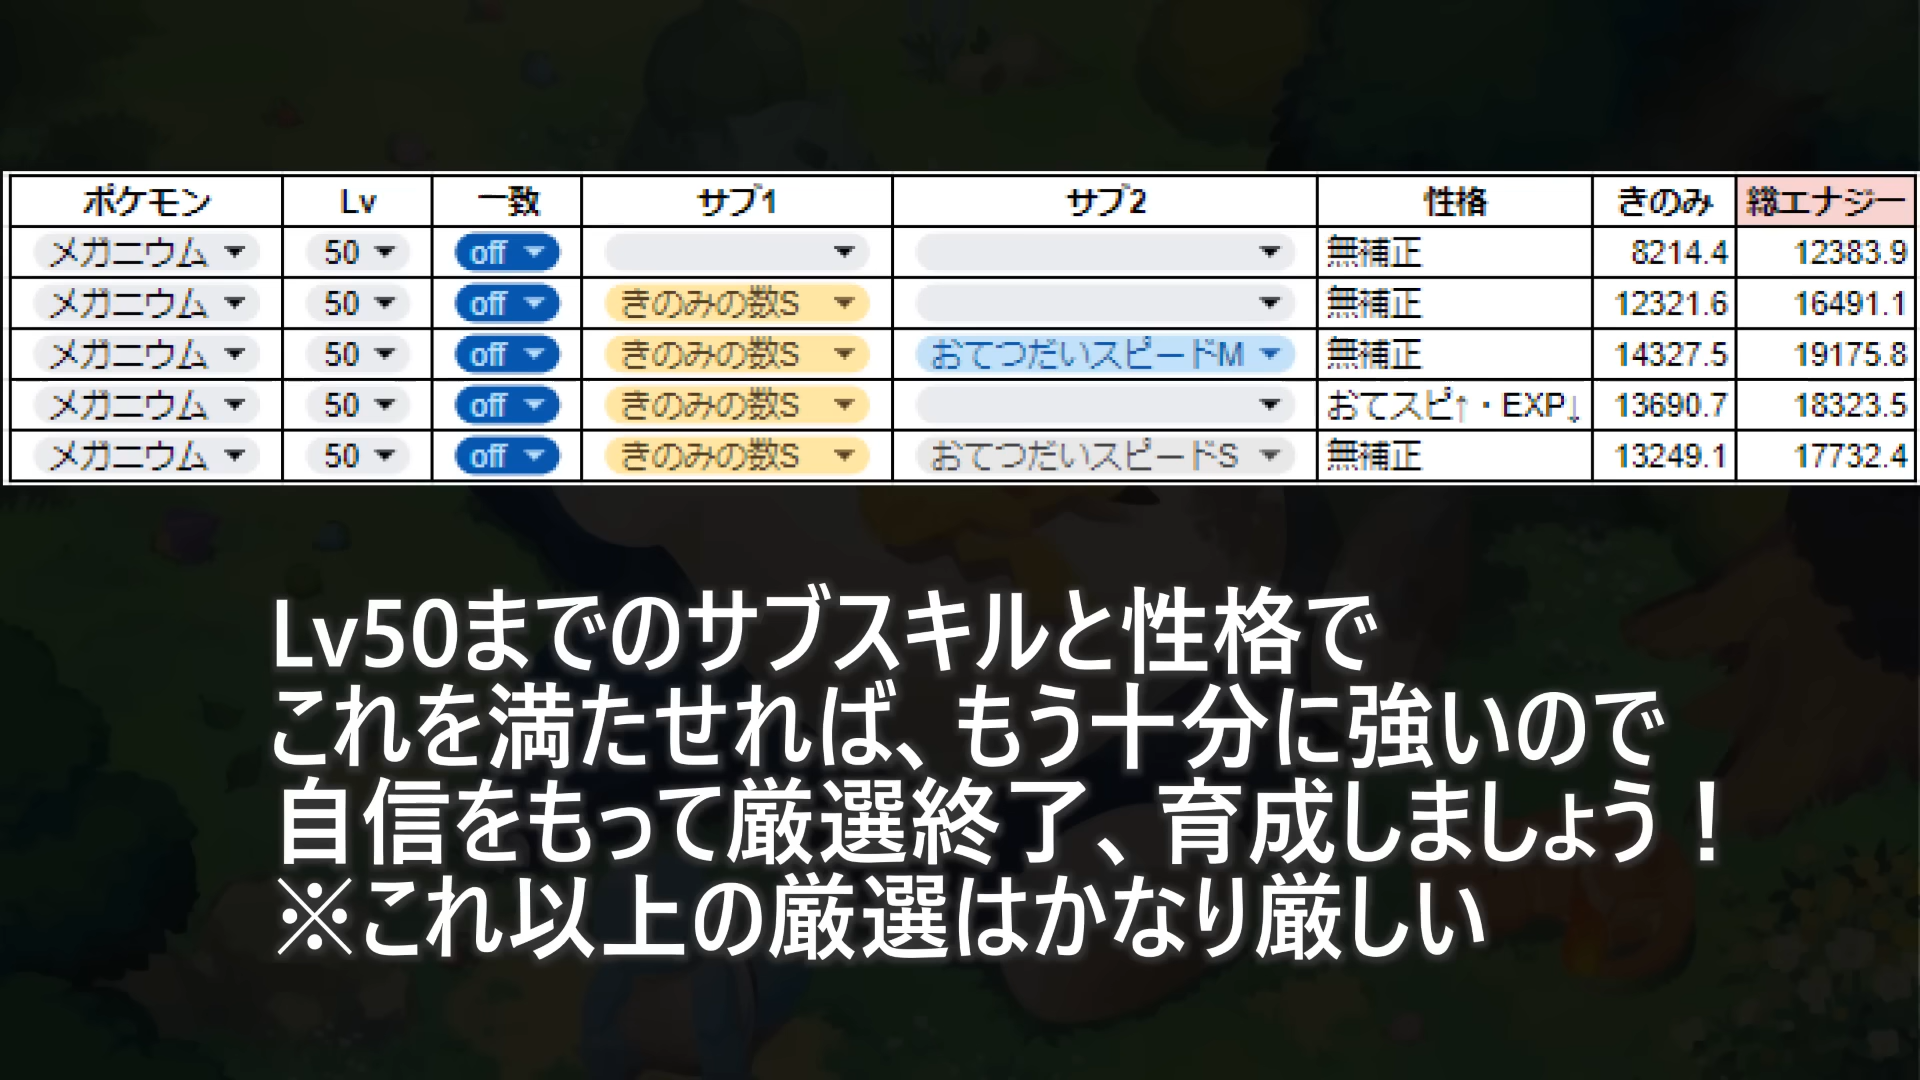 ポケモン Lv 一致 サブ1 サブ2 性格 きのみ 総エナジー
メガニウム 50 off 無補正 8214.4 12383.9
メガニウム 50 off きのみの数S 無補正 12321.6 16491.1
メガニウム 50 off きのみの数S おてつだいスピードM 無補正 14327.5 19175.8
メガニウム 50 off きのみの数S おてスピ↑・EXP↓ 13690.7 18323.5
メガニウム 50 off きのみの数S おてつだいスピードS 無補正 13249.1 17732.4
Lv50までのサブスキルと性格で
これを満たせれば、もう十分に強いので
自信をもって厳選終了、育成しましょう！
※これ以上の厳選はかなり厳しい